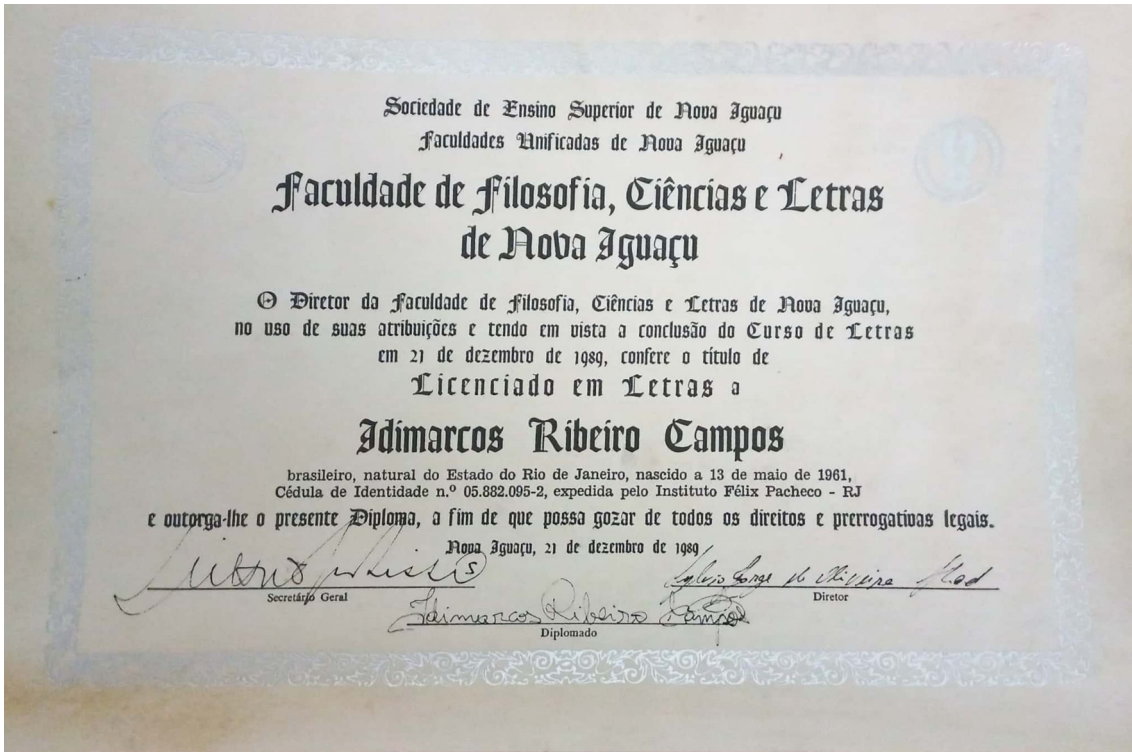 Sociedade de Ensino Superior de Nova Iguaçu
Faculdades Unificadas de Nova Iguaçu
Faculdade de Filosofia, Ciências e Letras
de Nova Iguaçu
O Diretor da Faculdade de Filosofia, Ciências e Letras de Nova Iguaçu,
no uso de suas atribuições e tendo em vista a conclusão do Curso de Letras
em 21 de dezembro de 1989, confere o título de
Licenciado em Letras a
Idimarcos Ribeiro Campos
brasileiro, natural do Estado do Rio de Janeiro, nascido a 13 de maio de 1961,
Cédula de Identidade n.º 05.882.095-2, expedida pelo Instituto Félix Pacheco - RJ
e outorga-lhe o presente Diploma, a fim de que possa gozar de todos os direitos e prerrogativas legais.
Nova Iguaçu, 21 de dezembro de 1989
Jorge de Oliveira
Secretário Geral
Diretor
Idimarcos Ribeiro Campos
Diplomado